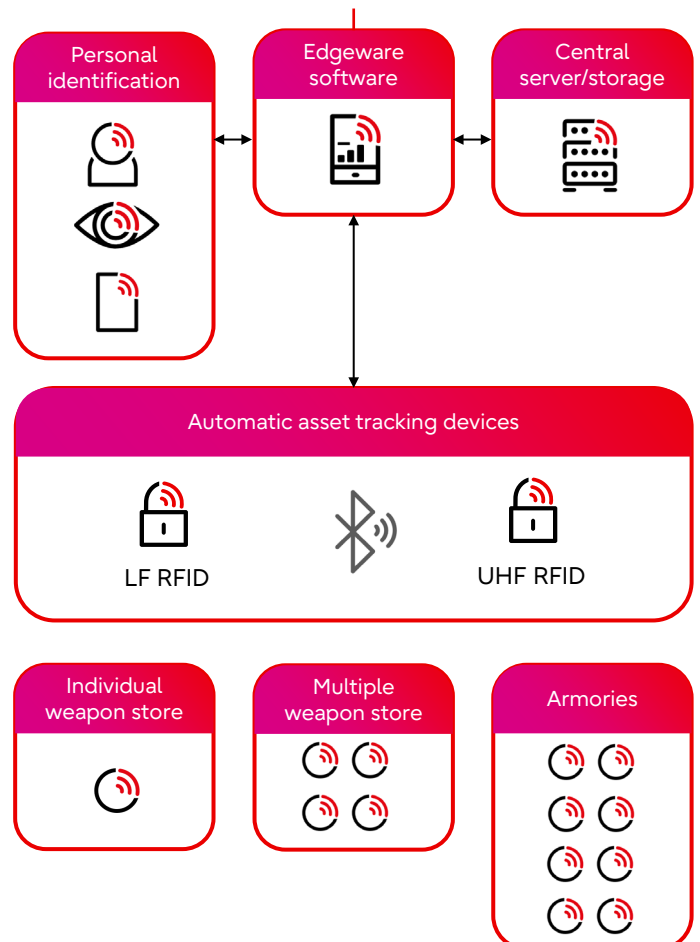 Personal
identification
Edgeware
software
Central
server/storage
Automatic asset tracking devices
LF RFID
UHF RFID
Individual
weapon store
Multiple
weapon store
Armories